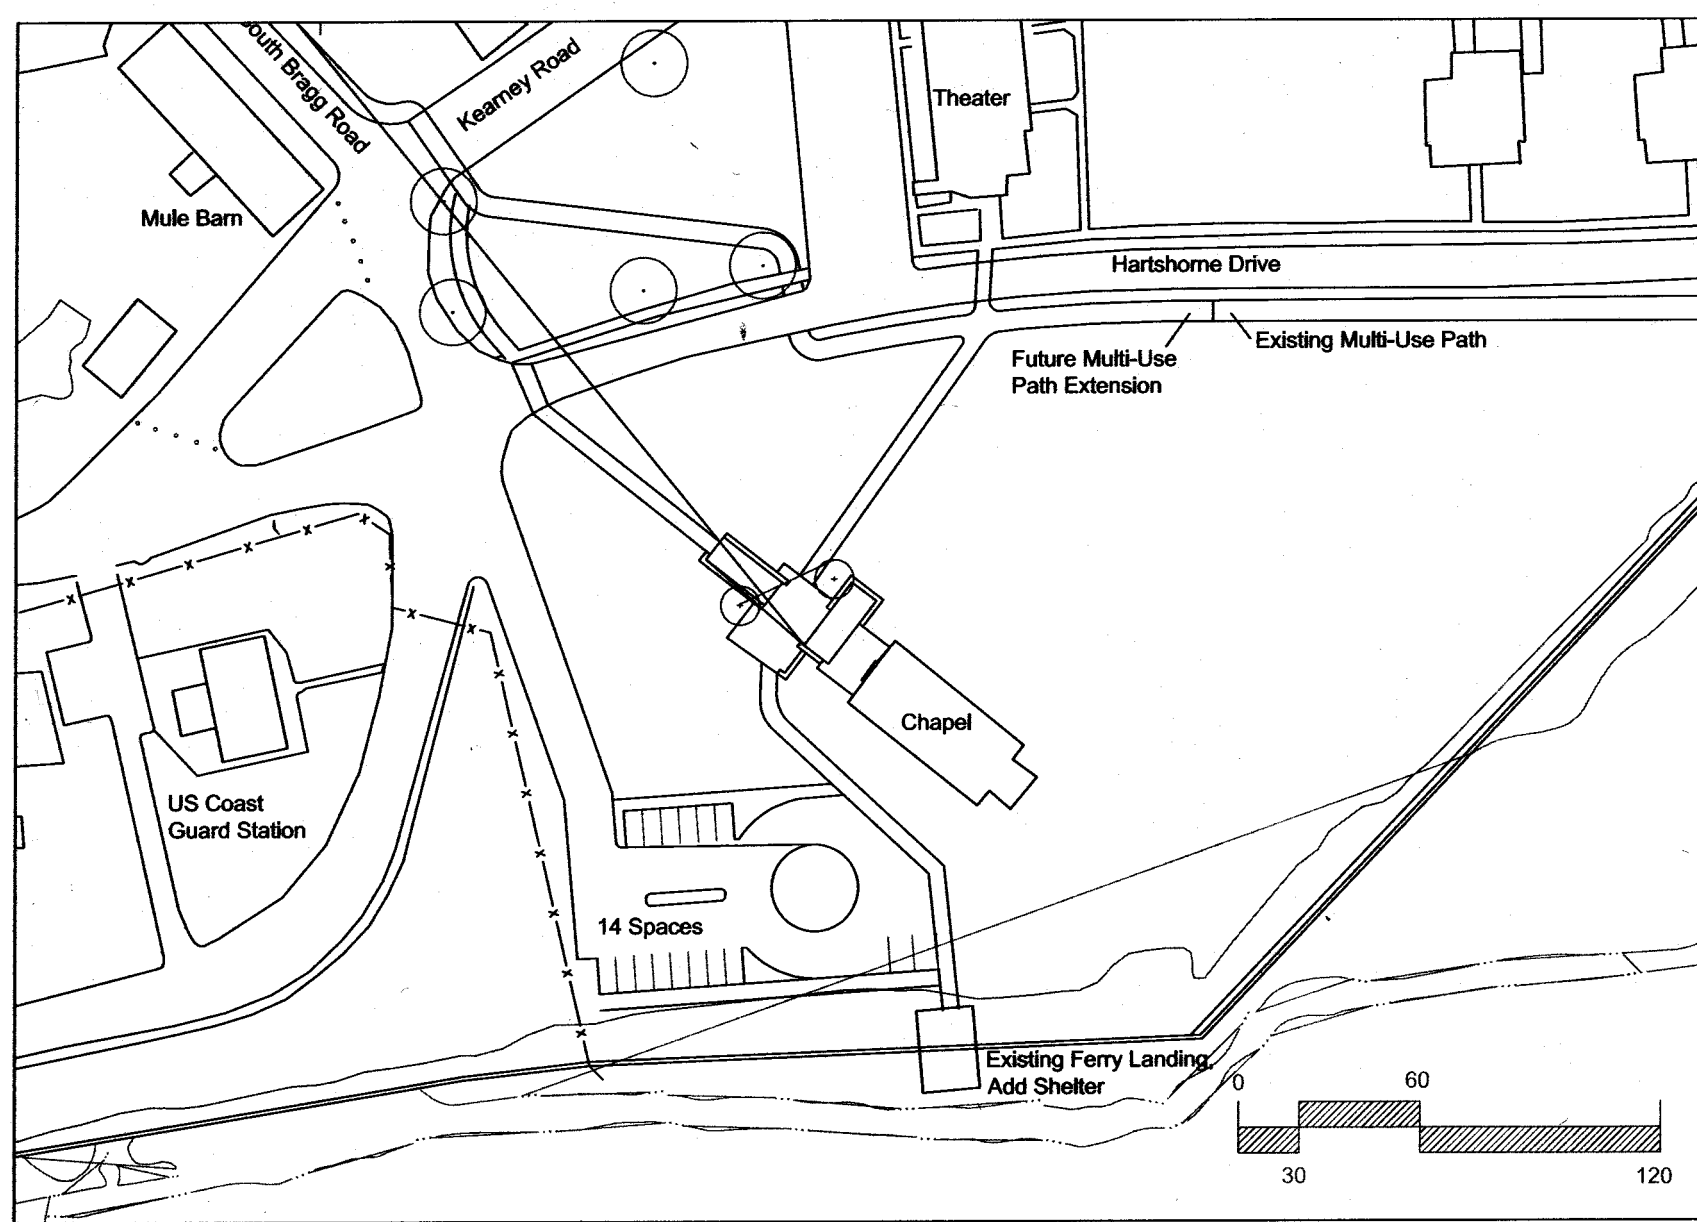 South Bragg Road
Kearney Road
Theater
Mule Barn
Hartshorne Drive
Existing Multi-Use Path
Future Multi-Use
Path Extension
Chapel
US Coast
Guard Station
14 Spaces
Existing Ferry Landing,
Add Shelter
0
60
30
120